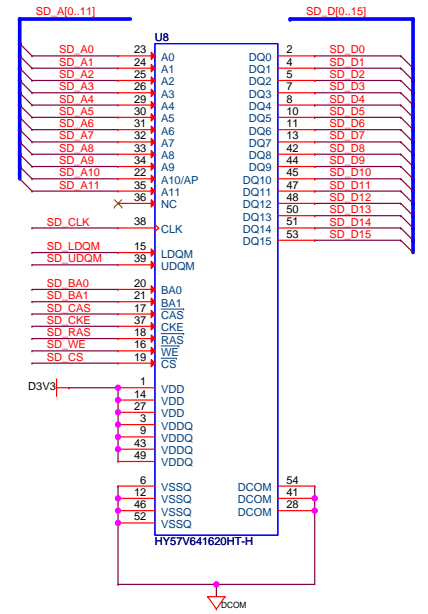 SD_A[0..11] SD_D[0..15]
U8
SD_A0 23 A0 DQ0 2 SD_D0
SD_A1 24 A1 DQ1 4 SD_D1
SD_A2 25 A2 DQ2 5 SD_D2
SD_A3 26 A3 DQ3 7 SD_D3
SD_A4 29 A4 DQ4 8 SD_D4
SD_A5 30 A5 DQ5 10 SD_D5
SD_A6 31 A6 DQ6 11 SD_D6
SD_A7 32 A7 DQ7 13 SD_D7
SD_A8 33 A8 DQ8 42 SD_D8
SD_A9 34 A9 DQ9 44 SD_D9
SD_A10 22 A10/AP DQ10 45 SD_D10
SD_A11 35 A11 DQ11 47 SD_D11
36 NC DQ12 48 SD_D12
DQ13 50 SD_D13
SD_CLK 38 CLK DQ14 51 SD_D14
DQ15 53 SD_D15
SD_LDQM 15 LDQM
SD_UDQM 39 UDQM
SD_BA0 20 BA0
SD_BA1 21 BA1
SD_CAS 17 CAS
SD_CKE 37 CKE
SD_RAS 18 RAS
SD_WE 16 WE
SD_CS 19 CS
D3V3 1 VDD
14 VDD
27 VDD
3 VDDQ
9 VDDQ
43 VDDQ
49 VDDQ
6 VSSQ DCOM 54
12 VSSQ DCOM 41
46 VSSQ DCOM 28
52 VSSQ
HY57V641620HT-H
DCOM